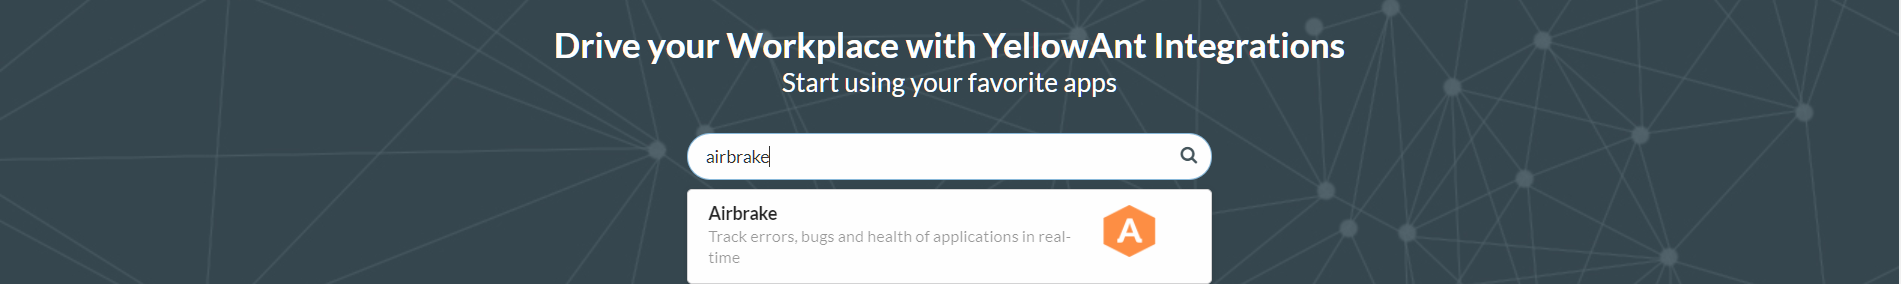 Drive your Workplace with YellowAnt Integrations
Start using your favorite apps
airbrake
Airbrake
Track errors, bugs and health of applications in real-
time
A